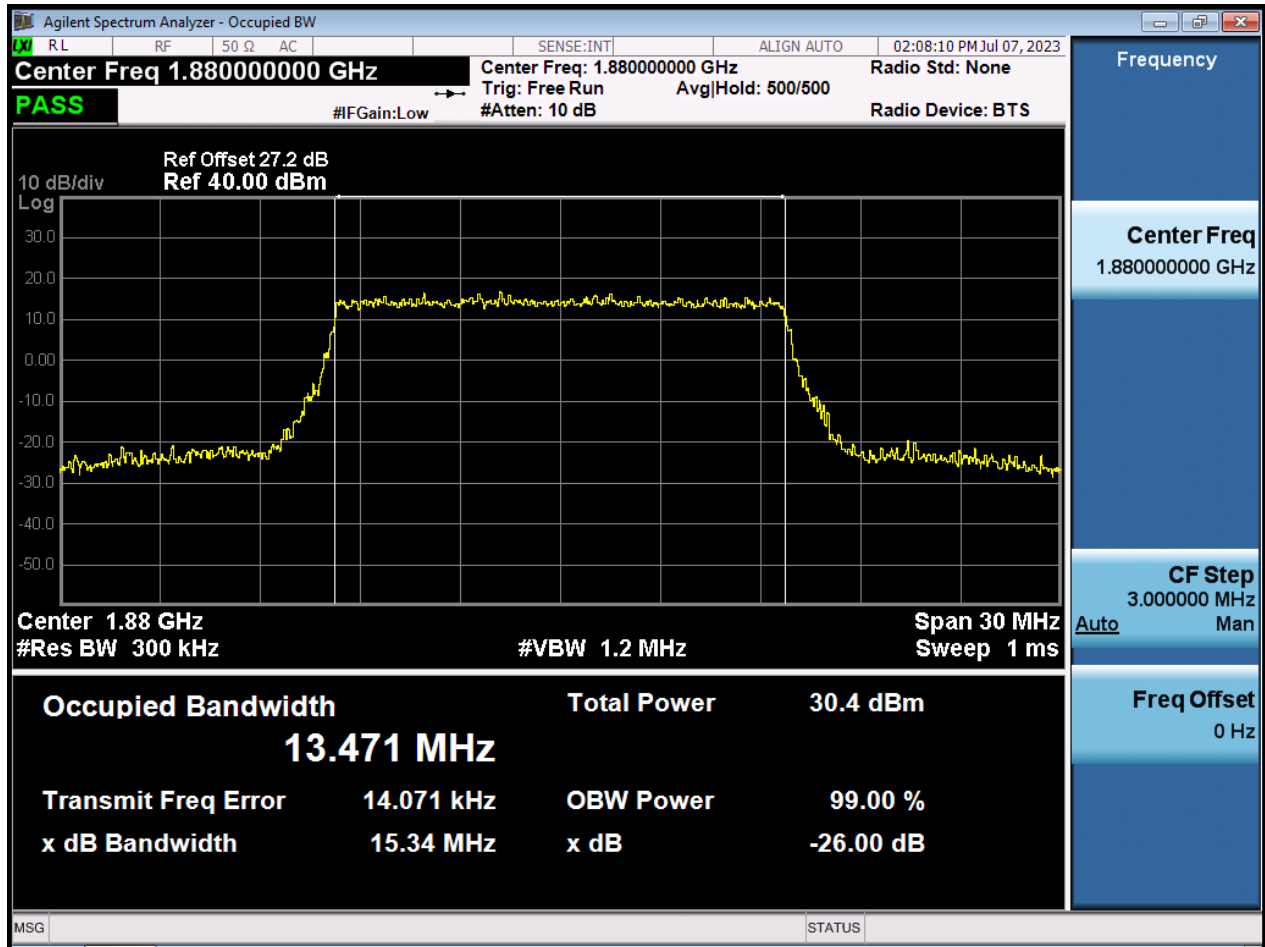 Agilent Spectrum Analyzer - Occupied BW
LXI RL RF 50 Ω AC SENSE:INT ALIGN AUTO 02:08:10 PM Jul 07, 2023
Center Freq 1.880000000 GHz
Center Freq: 1.880000000 GHz Radio Std: None
Trig: Free Run Avg|Hold: 500/500
PASS
#IFGain:Low #Atten: 10 dB Radio Device: BTS
Frequency
Ref Offset 27.2 dB
10 dB/div Ref 40.00 dBm
Log
30.0
20.0
10.0
0.00
-10.0
-20.0
-30.0
-40.0
-50.0
Center 1.88 GHz Span 30 MHz
#Res BW 300 kHz #VBW 1.2 MHz Sweep 1 ms
Occupied Bandwidth Total Power 30.4 dBm
13.471 MHz
Transmit Freq Error 14.071 kHz OBW Power 99.00 %
x dB Bandwidth 15.34 MHz x dB -26.00 dB
Center Freq
1.880000000 GHz
CF Step
3.000000 MHz
Auto Man
Freq Offset
0 Hz
MSG STATUS